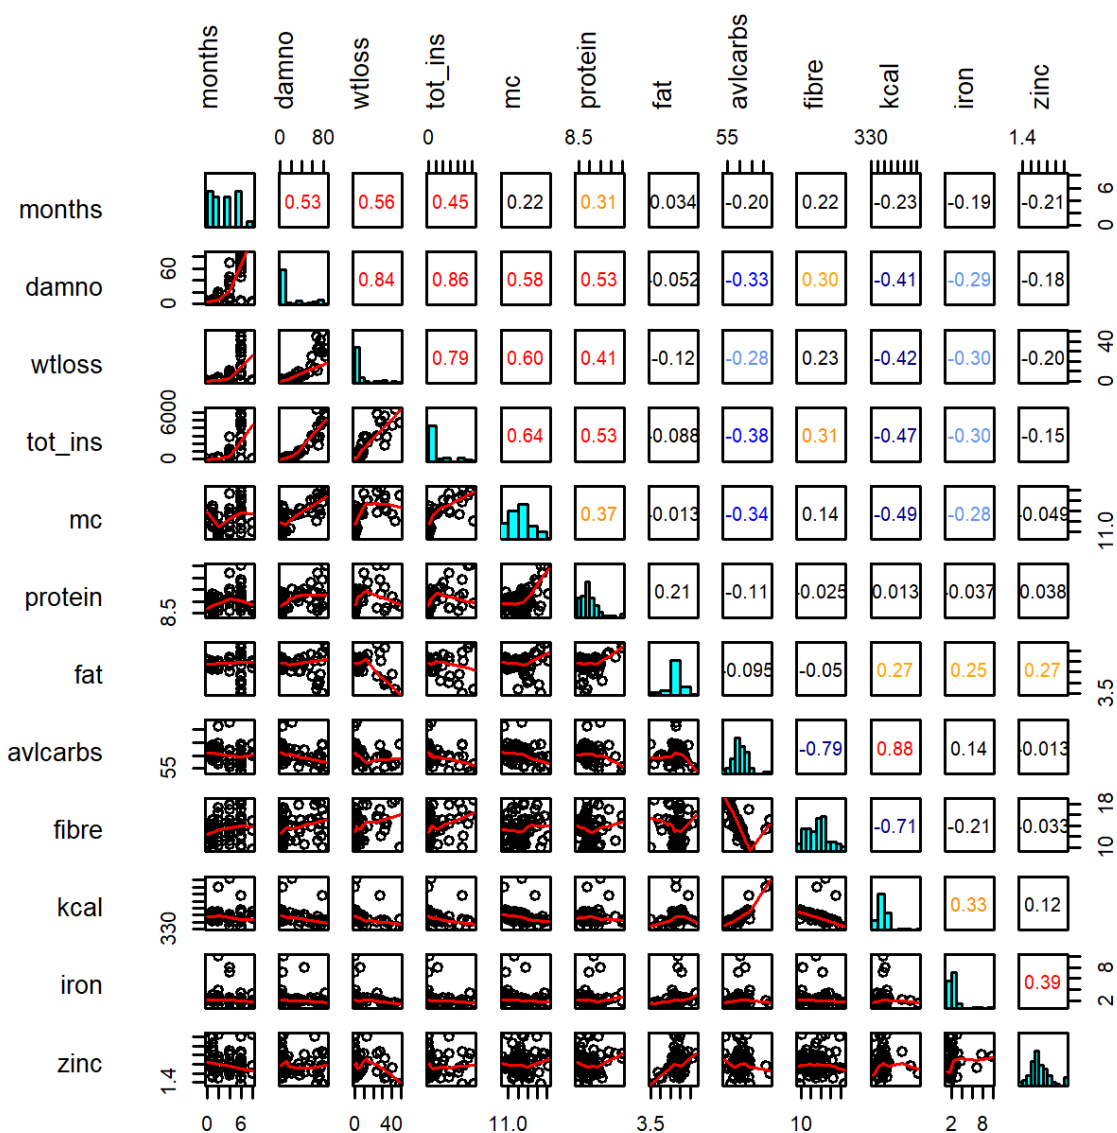 months damno wtloss tot_ins mc protein fat avlcarbs fibre kcal iron zinc
0 80 0 8.5 55 330 1.4
months 0.53 0.56 0.45 0.22 0.31 0.034 -0.20 0.22 -0.23 -0.19 -0.21 0 6
damno 0 60 0.84 0.86 0.58 0.53 -0.052 -0.33 0.30 -0.41 -0.29 -0.18
wtloss 0.79 0.60 0.41 -0.12 -0.28 0.23 -0.42 -0.30 -0.20 0 40
tot_ins 0 6000 0.64 0.53 -0.088 -0.38 0.31 -0.47 -0.30 -0.15
mc 0.37 -0.013 -0.34 0.14 -0.49 -0.28 -0.049 11.0
protein 8.5 0.21 -0.11 -0.025 0.013 -0.037 0.038
fat -0.095 -0.05 0.27 0.25 0.27 3.5
avlcarbs 55 -0.79 0.88 0.14 -0.013
fibre -0.71 -0.21 -0.033 10 18
kcal 330 0.33 0.12
iron 0.39 2 8
zinc 1.4
0 6 0 40 11.0 3.5 10 2 8